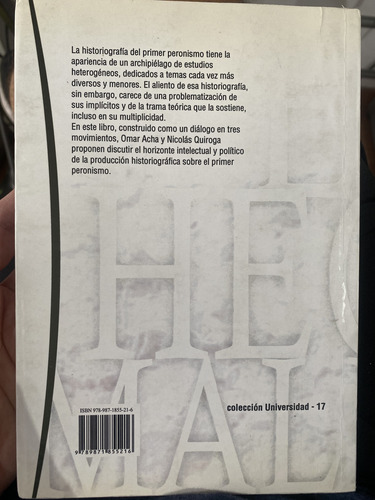 La historiografía del primer peronismo tiene la
apariencia de un archipiélago de estudios
heterogéneos, dedicados a temas cada vez más
diversos y menores. El aliento de esa historiografía,
sin embargo, carece de una problematización de
sus implícitos y de la trama teórica que la sostiene,
incluso en su multiplicidad.
En este libro, construido como un diálogo en tres
movimientos, Omar Acha y Nicolás Quiroga
proponen discutir el horizonte intelectual y político
de la producción historiográfica sobre el primer
peronismo.
HE
MAL
ISBN 978-987-1855-21-6
9789871855216
colección Universidad - 17